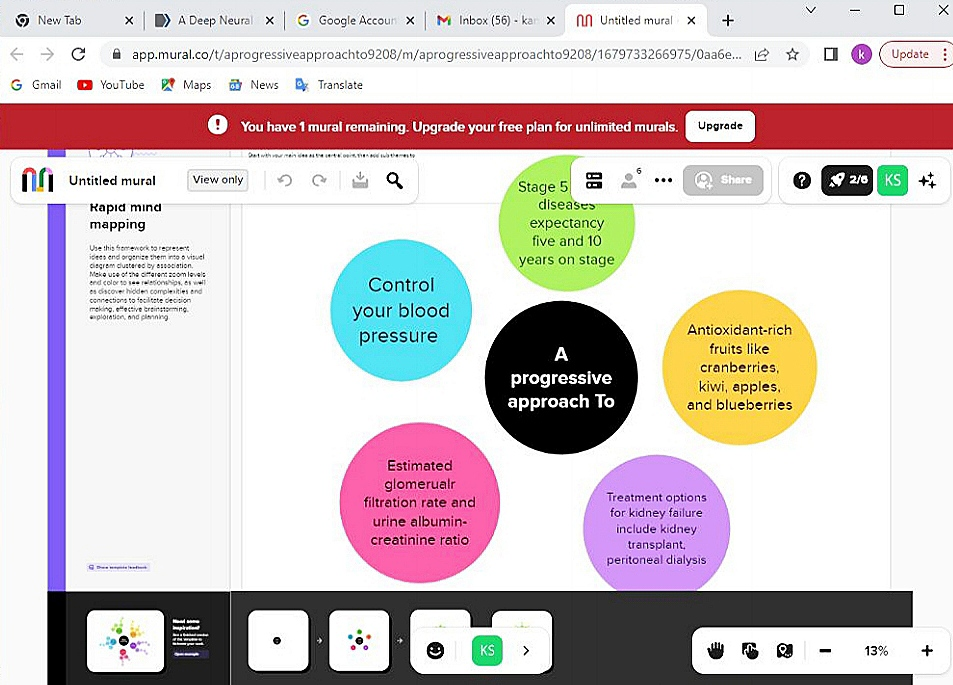 New Tab
A Deep Neural
Google Accoun
Inbox (56) - kan
Untitled mural
app.mural.co/t/aprogressiveapproachto9208/m/aprogressiveapproachto9208/1679733266975/0aa6e...
k
Update
Gmail
YouTube
Maps
News
Translate
You have 1 mural remaining. Upgrade your free plan for unlimited murals.
Upgrade
Start with your main idea as the central point, then add sub themes to
Untitled mural
View only
6
Share
2/6
KS
Rapid mind
mapping
Use this framework to represent
ideas and organize them into a visual
diagram clustered by association.
Make use of the different zoom levels
and color to see relationships, as well
as discover hidden complexities and
connections to facilitate decision
making, effective brainstorming,
exploration, and planning
Stage 5
diseases
expectancy
five and 10
years on stage
Control
your blood
pressure
A
progressive
approach To
Antioxidant-rich
fruits like
cranberries,
kiwi, apples,
and blueberries
Estimated
glomerualr
filtration rate and
urine albumin-
creatinine ratio
Treatment options
for kidney failure
include kidney
transplant,
peritoneal dialysis
Share template feedback
Need some
inspiration?
Open example
KS
13%